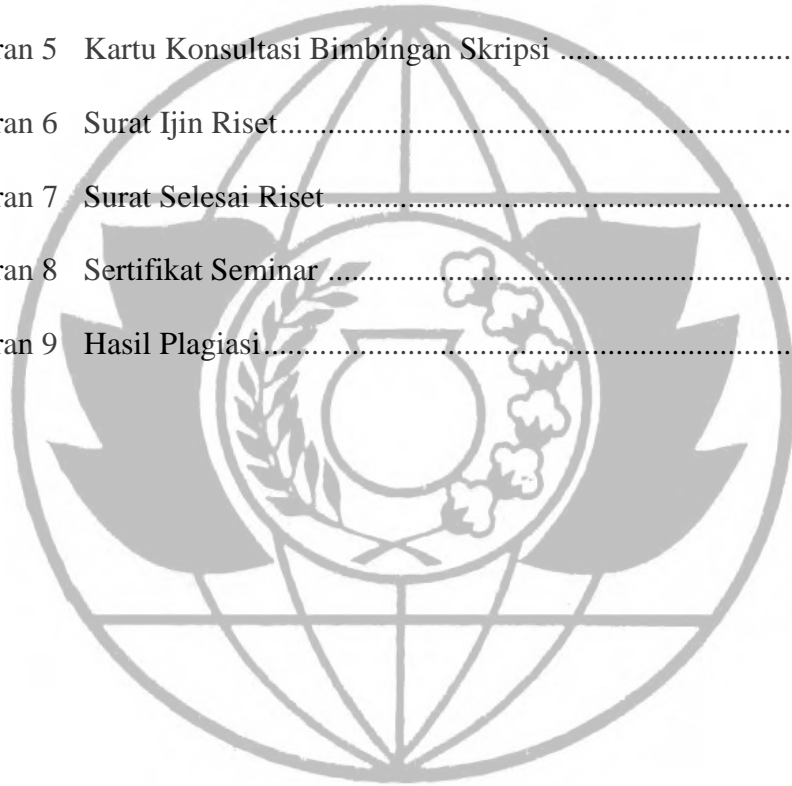 ran 5 Kartu Konsultasi Bimbingan Skripsi ..............................
ran 6 Surat Ijin Riset.................................................................
ran 7 Surat Selesai Riset ..........................................................
ran 8 Sertifikat Seminar ...........................................................
ran 9 Hasil Plagiasi....................................................................